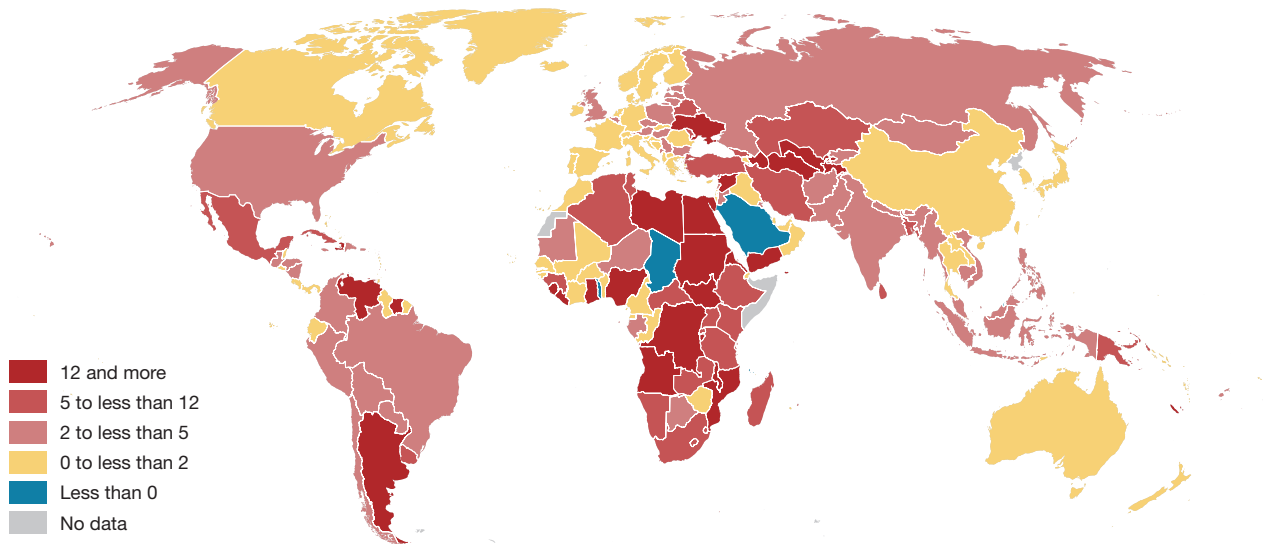 12 and more
5 to less than 12
2 to less than 5
0 to less than 2
Less than 0
No data